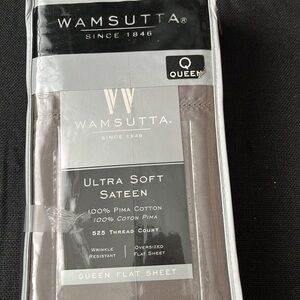 WAMSUTTA®
SINCE 1846
Q
QUEEN
W
WAMSUTTA.
SINCE 1846
ULTRA SOFT
SATEEN
100% PIMA COTTON
100% COTON PIMA
525 THREAD COUNT
WRINKLE RESISTANT | OVERSIZED FLAT SHEET
QUEEN FLAT SHEET